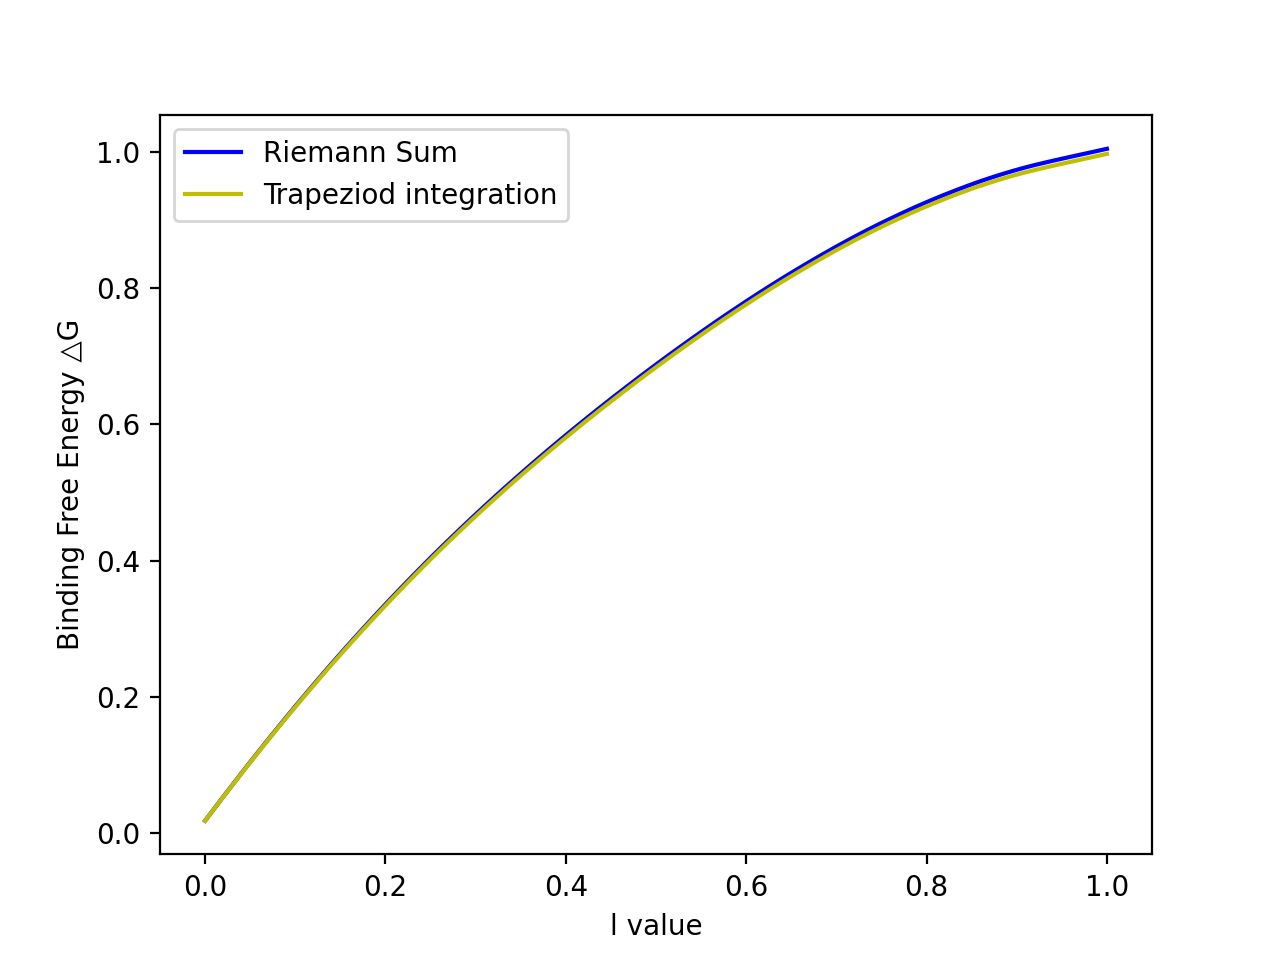 Riemann Sum
Trapeziod integration
1.0
0.8
0.6
0.4
0.2
0.0
Binding Free Energy △G
0.0 0.2 0.4 0.6 0.8 1.0
l value